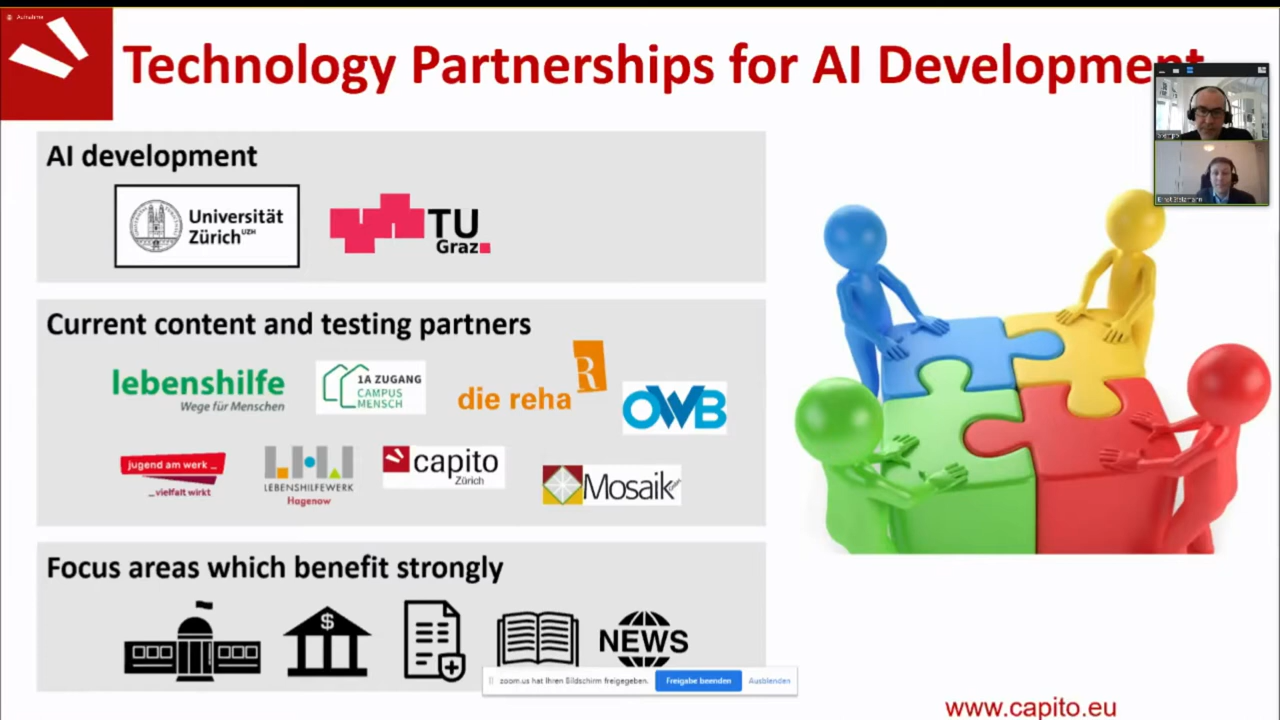 Aufnahme
Technology Partnerships for AI Development
AI development
Universität
Zürich UZH
TU
Graz
Current content and testing partners
lebenshilfe
Wege für Menschen
1A ZUGANG
CAMPUS
MENSCH
die reha
R
OWB
jugend am werk _
_vielfalt wirkt
LEBENSHILFEWERK
Hagenow
capito
Zürich
Mosaik
Focus areas which benefit strongly
$
NEWS
zoom.us hat Ihren Bildschirm freigegeben.
Freigabe beenden
Ausblenden
www.capito.eu